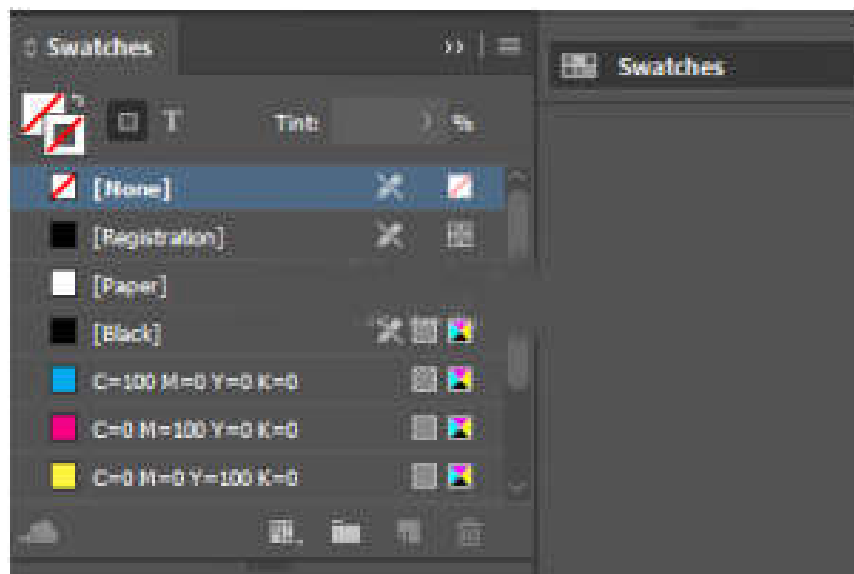 Swatches
Swatches
T Tint: %
[None]
[Registration]
[Paper]
[Black]
C=100 M=0 Y=0 K=0
C=0 M=100 Y=0 K=0
C=0 M=0 Y=100 K=0